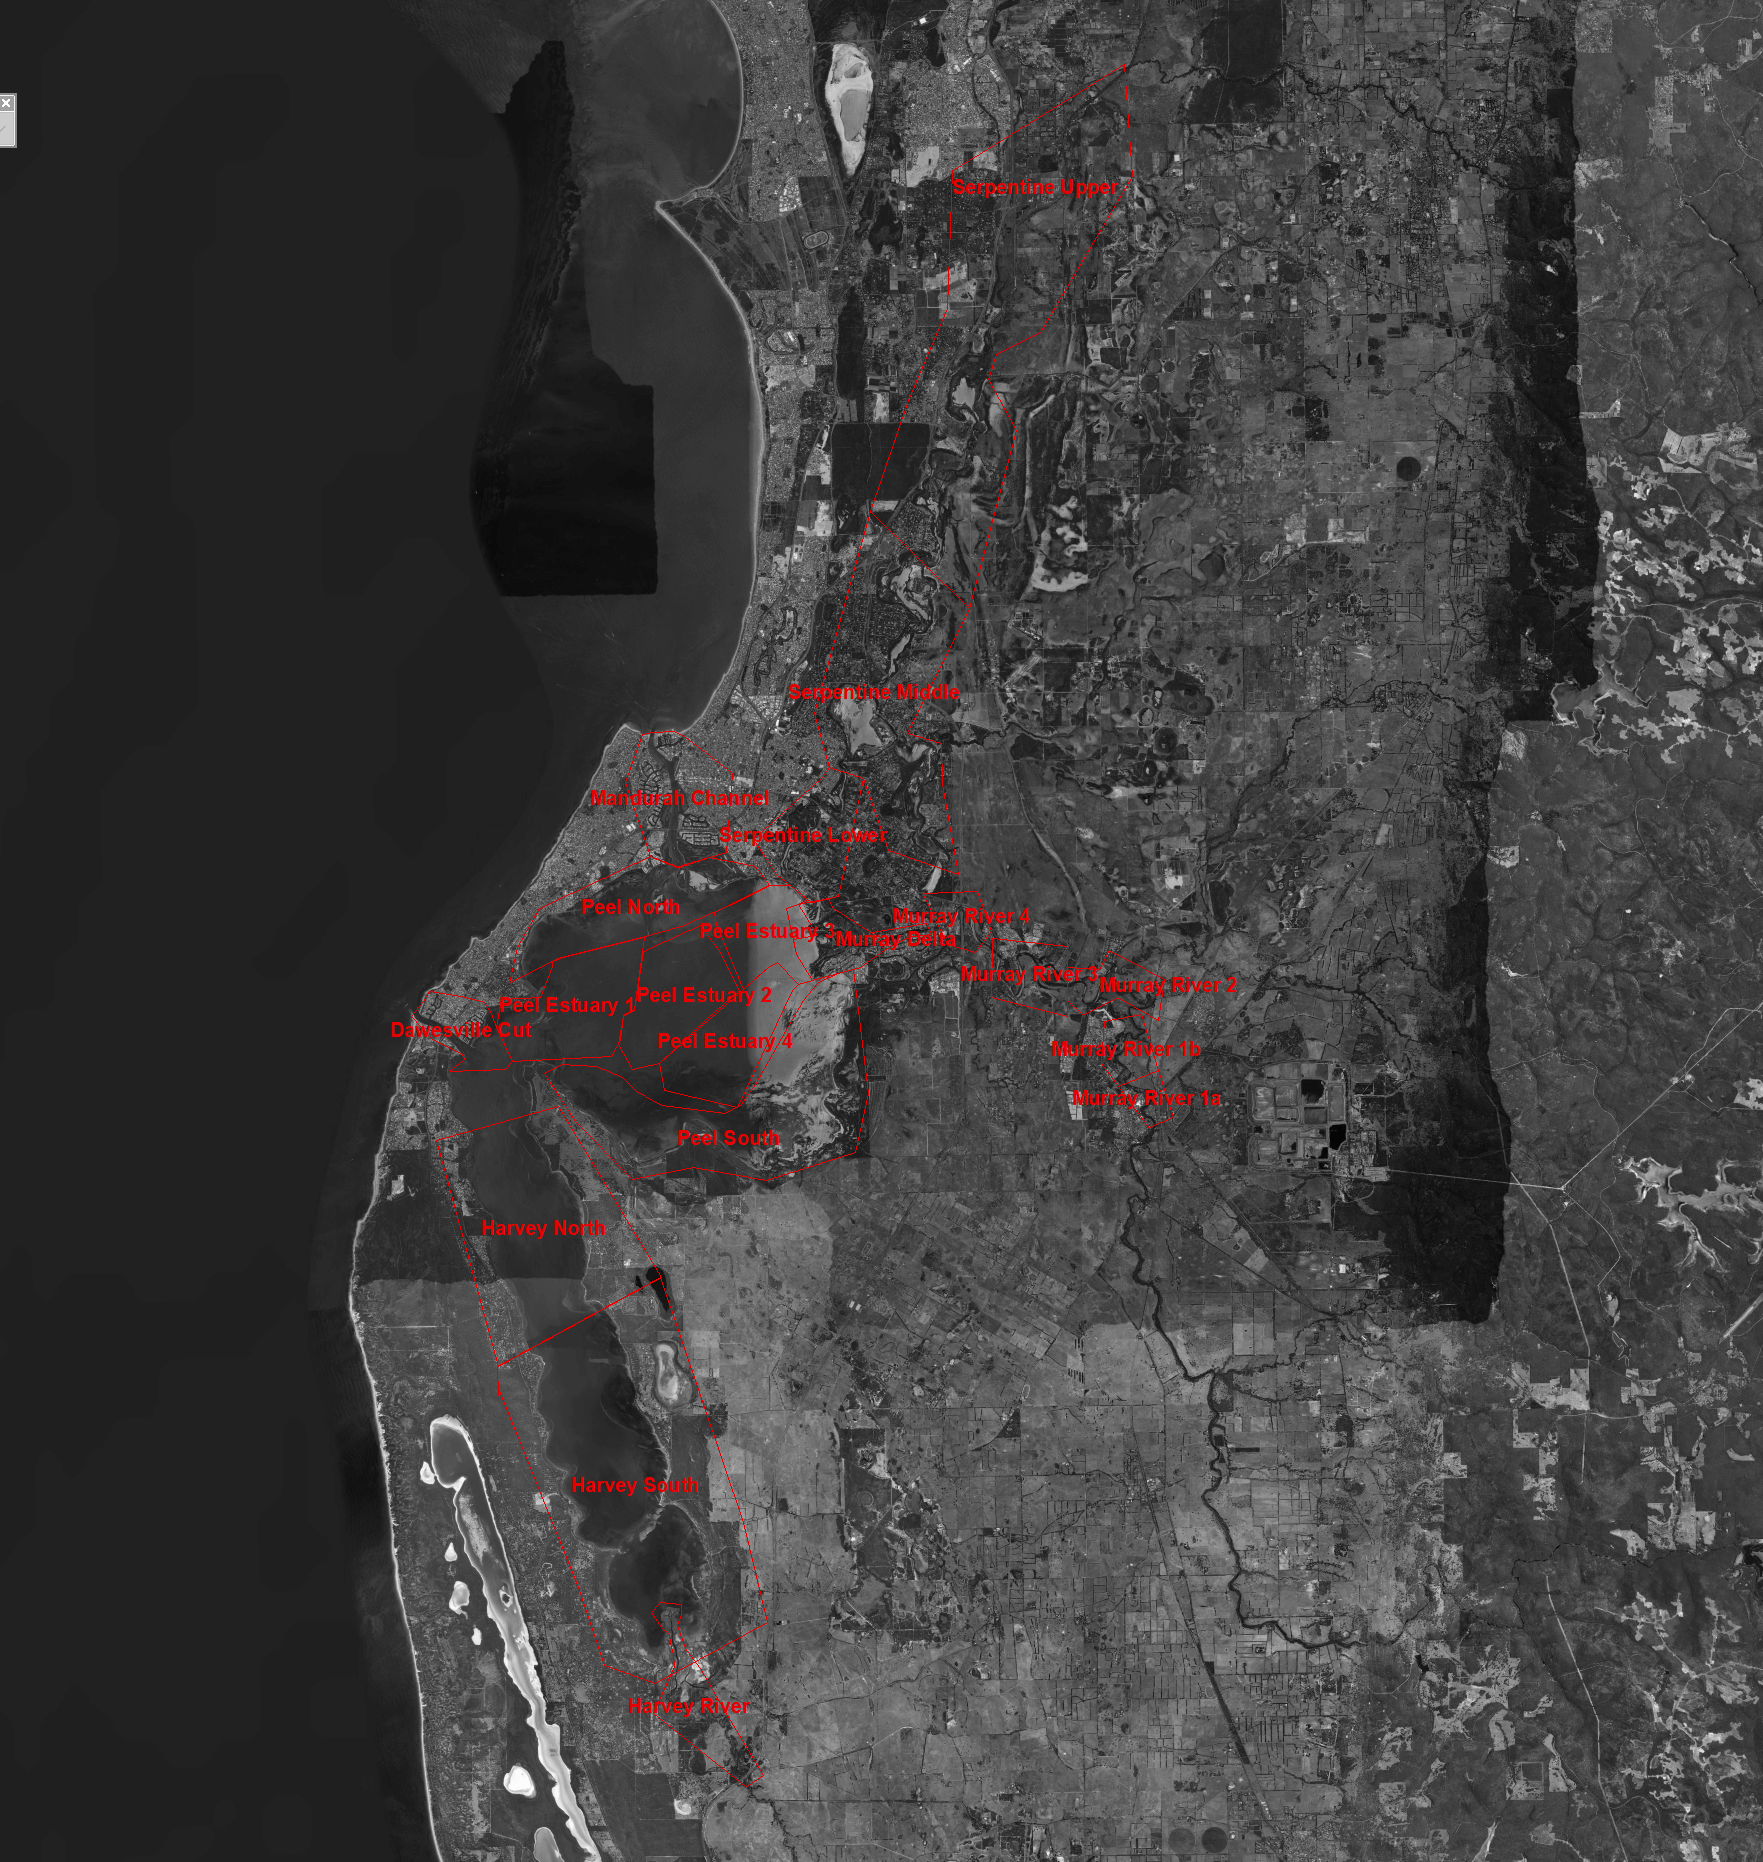 Serpentine Upper
Serpentine Middle
Mandurah Channel
Serpentine Lower
Peel North
Murray River 4
Peel Estuary 3
Murray Delta
Murray River 3
Murray River 2
Peel Estuary 2
Peel Estuary 1
Dawesville Cut
Peel Estuary 4
Murray River 1b
Murray River 1a
Peel South
Harvey North
Harvey South
Harvey River